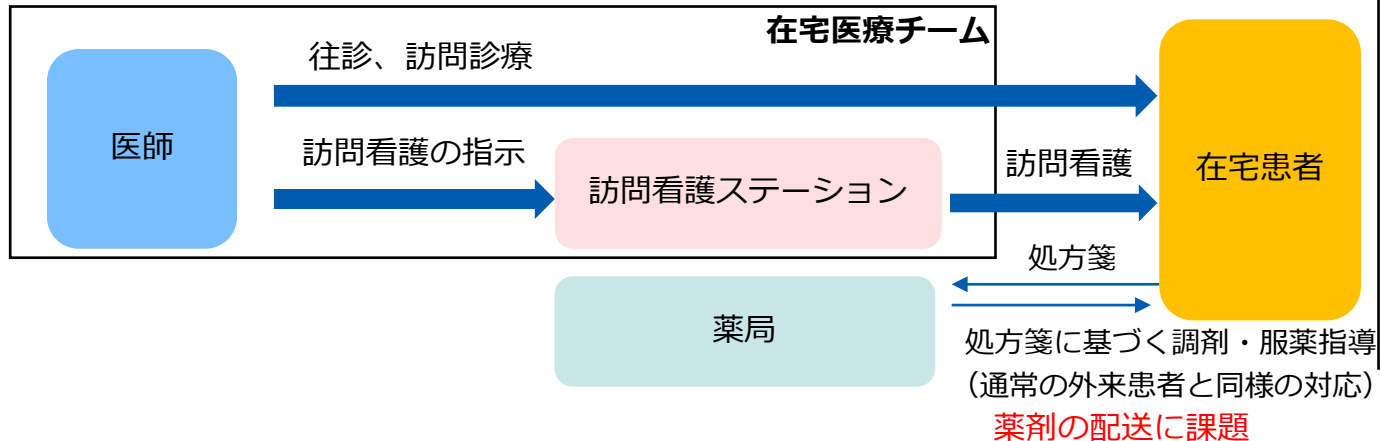 在宅医療チーム
往診、訪問診療
医師
訪問看護の指示
訪問看護ステーション
訪問看護
在宅患者
処方箋
薬局
処方箋に基づく調剤・服薬指導
（通常の外来患者と同様の対応）
薬剤の配送に課題